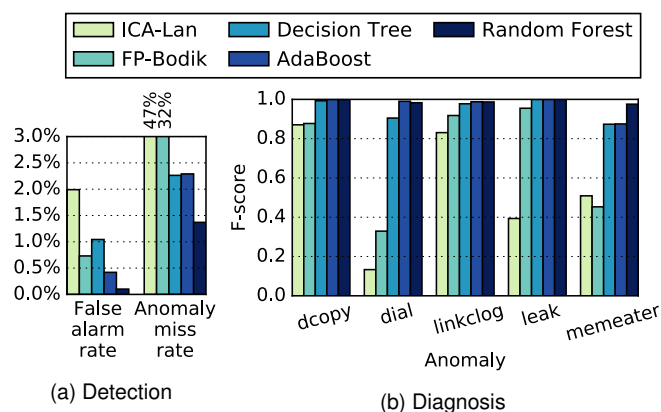 ICA-Lan Decision Tree Random Forest
FP-Bodik AdaBoost
47% 32%
3.0%
2.5%
2.0%
1.5%
1.0%
0.5%
0.0%
False alarm rate
Anomaly miss rate
(a) Detection
F-score
1.0
0.8
0.6
0.4
0.2
0.0
dcopy dial linkclog leak memeater
Anomaly
(b) Diagnosis